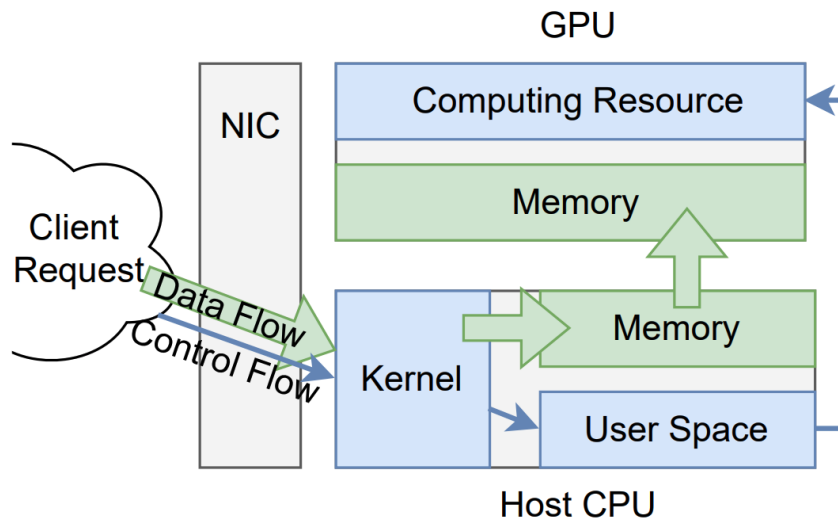 GPU
NIC
Computing Resource
Memory
Client
Request
Data Flow
Control Flow
Kernel
Memory
User Space
Host CPU